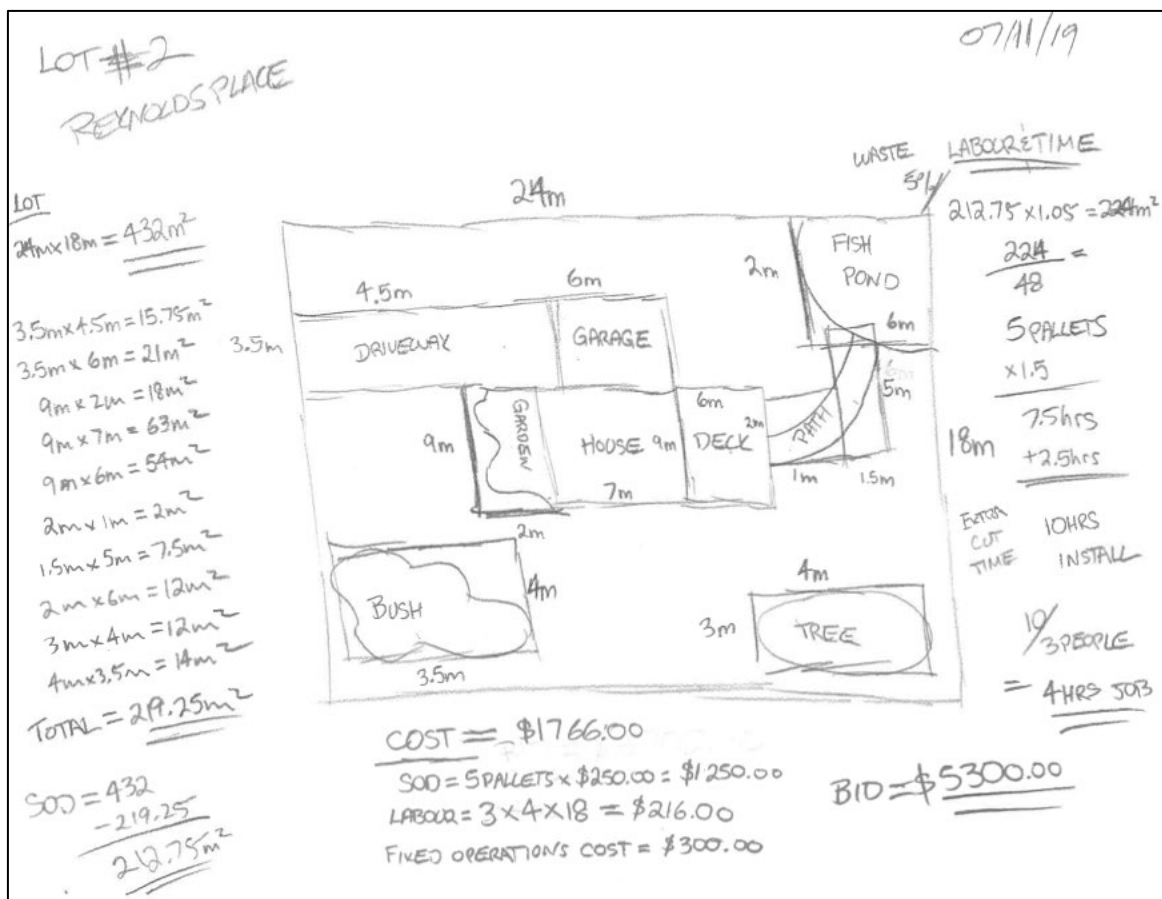 LOT #2
REYNOLDS PLACE
07/11/19
LOT
24m x 18m = 432m²
3.5m x 4.5m = 15.75m²
3.5m x 6m = 21m²
9m x 2m = 18m²
9m x 7m = 63m²
9m x 6m = 54m²
2m x 1m = 2m²
1.5m x 5m = 7.5m²
2m x 6m = 12m²
3m x 4m = 12m²
4m x 3.5m = 14m²
TOTAL = 219.25m²
SOD = 432
-219.25
212.75m²
24m
4.5m
6m
3.5m
DRIVEWAY
GARAGE
2m
FISH
POND
6m
5m
9m
GARDEN
HOUSE
9m
6m
2m
DECK
PATH
7m
1m
1.5m
18m
2m
BUSH
4m
3.5m
4m
3m
TREE
WASTE
5%
LABOUR & TIME
212.75 x 1.05 = 224m²
224 =
48
5 PALLETS
x1.5
7.5hrs
+2.5hrs
EXTRA
CUT
TIME
10HRS
INSTALL
10/3 PEOPLE
= 4HRS JOB
COST = $1766.00
SOD = 5 PALLETS x $250.00 = $1250.00
LABOUR = 3 x 4 x 18 = $216.00
FIXED OPERATIONS COST = $300.00
BID = $5300.00